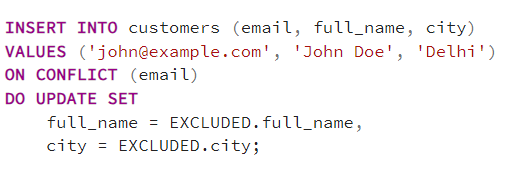 INSERT INTO customers (email, full_name, city)
VALUES ('john@example.com', 'John Doe', 'Delhi')
ON CONFLICT (email)
DO UPDATE SET
    full_name = EXCLUDED.full_name,
    city = EXCLUDED.city;